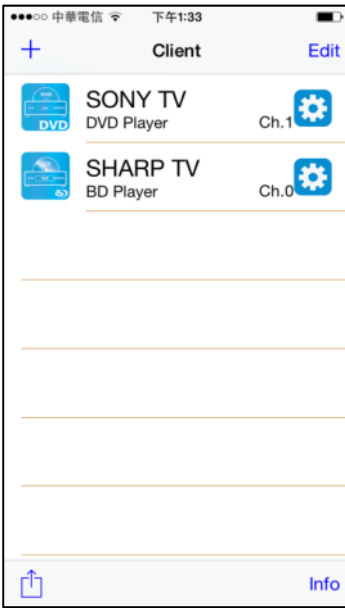 中華電信 下午1:33
+ Client Edit
SONY TV
DVD Player Ch.1
DVD
SHARP TV
BD Player Ch.0
Info